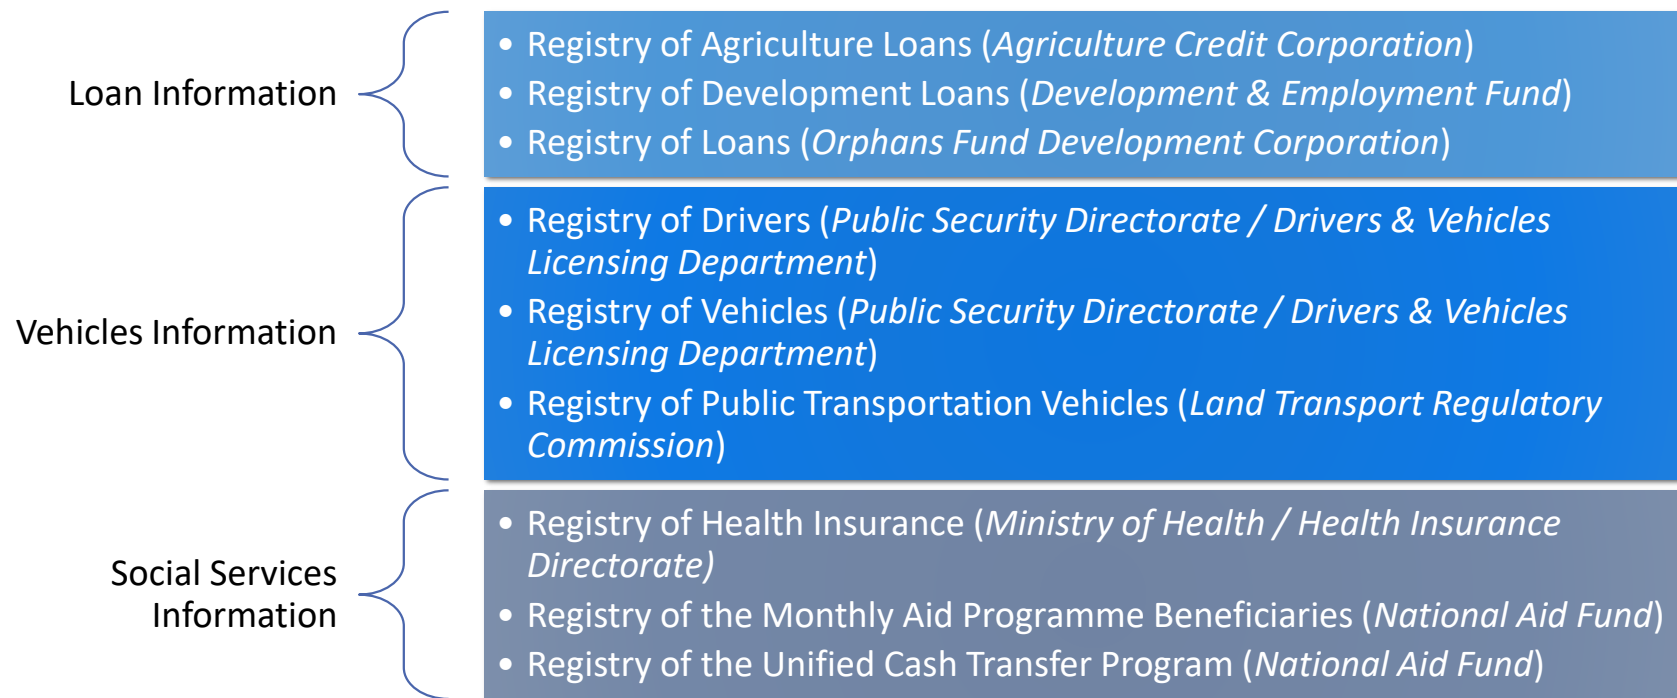 Loan Information
• Registry of Agriculture Loans (Agriculture Credit Corporation)
• Registry of Development Loans (Development & Employment Fund)
• Registry of Loans (Orphans Fund Development Corporation)
Vehicles Information
• Registry of Drivers (Public Security Directorate / Drivers & Vehicles
Licensing Department)
• Registry of Vehicles (Public Security Directorate / Drivers & Vehicles
Licensing Department)
• Registry of Public Transportation Vehicles (Land Transport Regulatory
Commission)
Social Services
Information
• Registry of Health Insurance (Ministry of Health / Health Insurance
Directorate)
• Registry of the Monthly Aid Programme Beneficiaries (National Aid Fund)
• Registry of the Unified Cash Transfer Program (National Aid Fund)